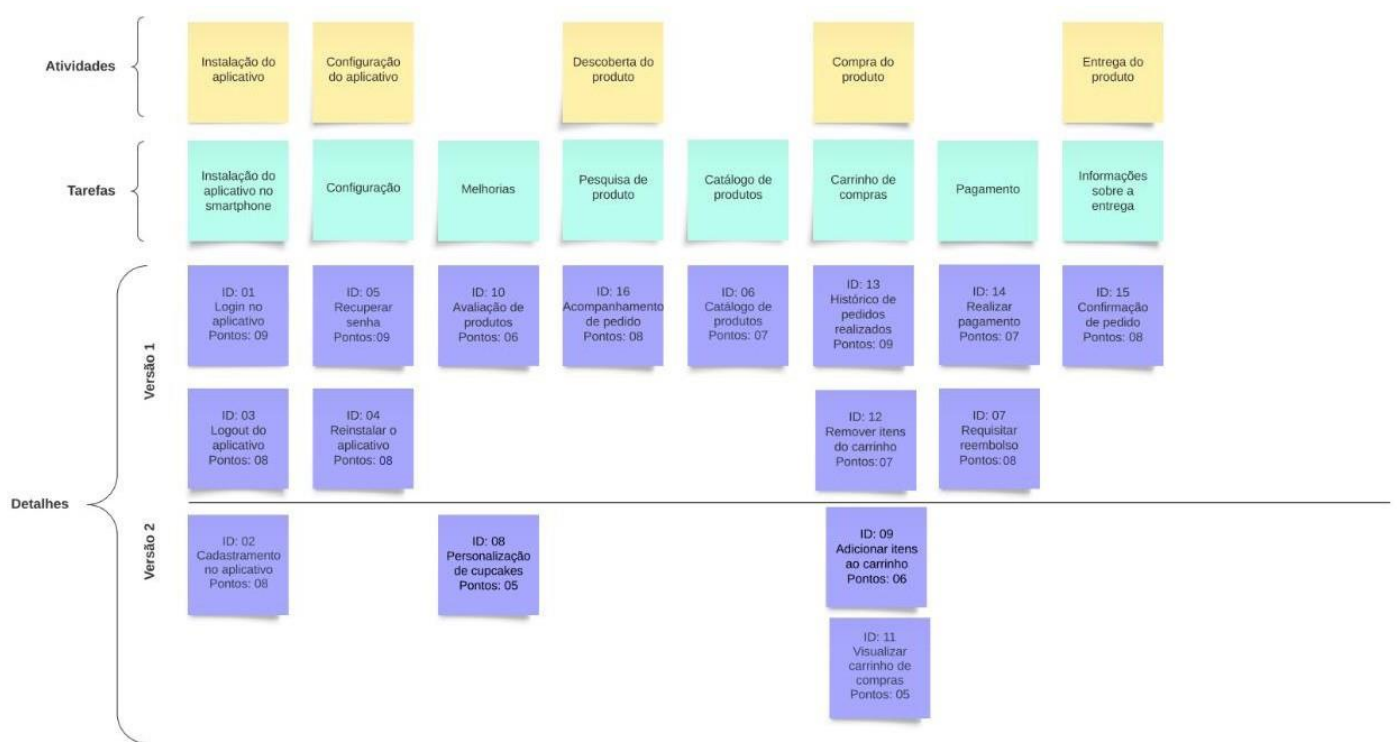 Atividades
Instalação do
aplicativo
Configuração
do aplicativo
Descoberta do
produto
Compra do
produto
Entrega do
produto
Tarefas
Instalação do
aplicativo no
smartphone
Configuração
Melhorias
Pesquisa de
produto
Catálogo de
produtos
Carrinho de
compras
Pagamento
Informações
sobre a
entrega
Detalhes
Versão 1
ID: 01
Login no
aplicativo
Pontos: 09
ID: 05
Recuperar
senha
Pontos:09
ID: 10
Avaliação de
produtos
Pontos: 06
ID: 16
Acompanhamento
de pedido
Pontos: 08
ID: 06
Catálogo de
produtos
Pontos: 07
ID: 13
Histórico de
pedidos
realizados
Pontos: 09
ID: 14
Realizar
pagamento
Pontos: 07
ID: 15
Confirmação
de pedido
Pontos: 08
ID: 03
Logout do
aplicativo
Pontos: 08
ID: 04
Reinstalar o
aplicativo
Pontos: 08
ID: 12
Remover itens
do carrinho
Pontos: 07
ID: 07
Requisitar
reembolso
Pontos: 08
Versão 2
ID: 02
Cadastramento
no aplicativo
Pontos: 08
ID: 08
Personalização
de cupcakes
Pontos: 05
ID: 09
Adicionar itens
ao carrinho
Pontos: 06
ID: 11
Visualizar
carrinho de
compras
Pontos: 05